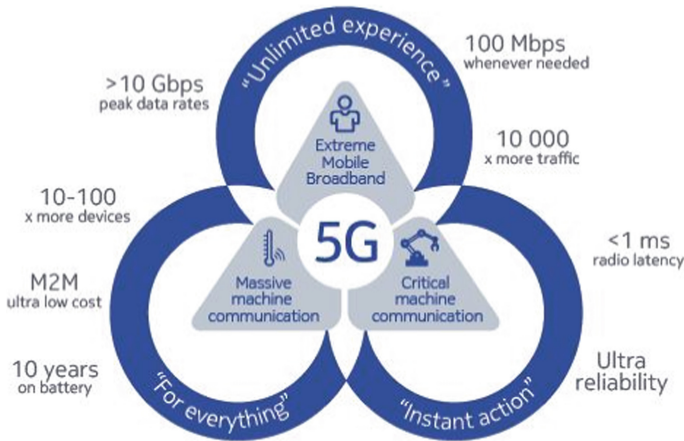 "Unlimited experience"
100 Mbps
whenever needed
>10 Gbps
peak data rates
10 000
x more traffic
Extreme
Mobile
Broadband
10-100
x more devices
5G
<1 ms
radio latency
M2M
ultra low cost
Massive
machine
communication
Critical
machine
communication
10 years
on battery
Ultra
reliability
"For everything"
"Instant action"